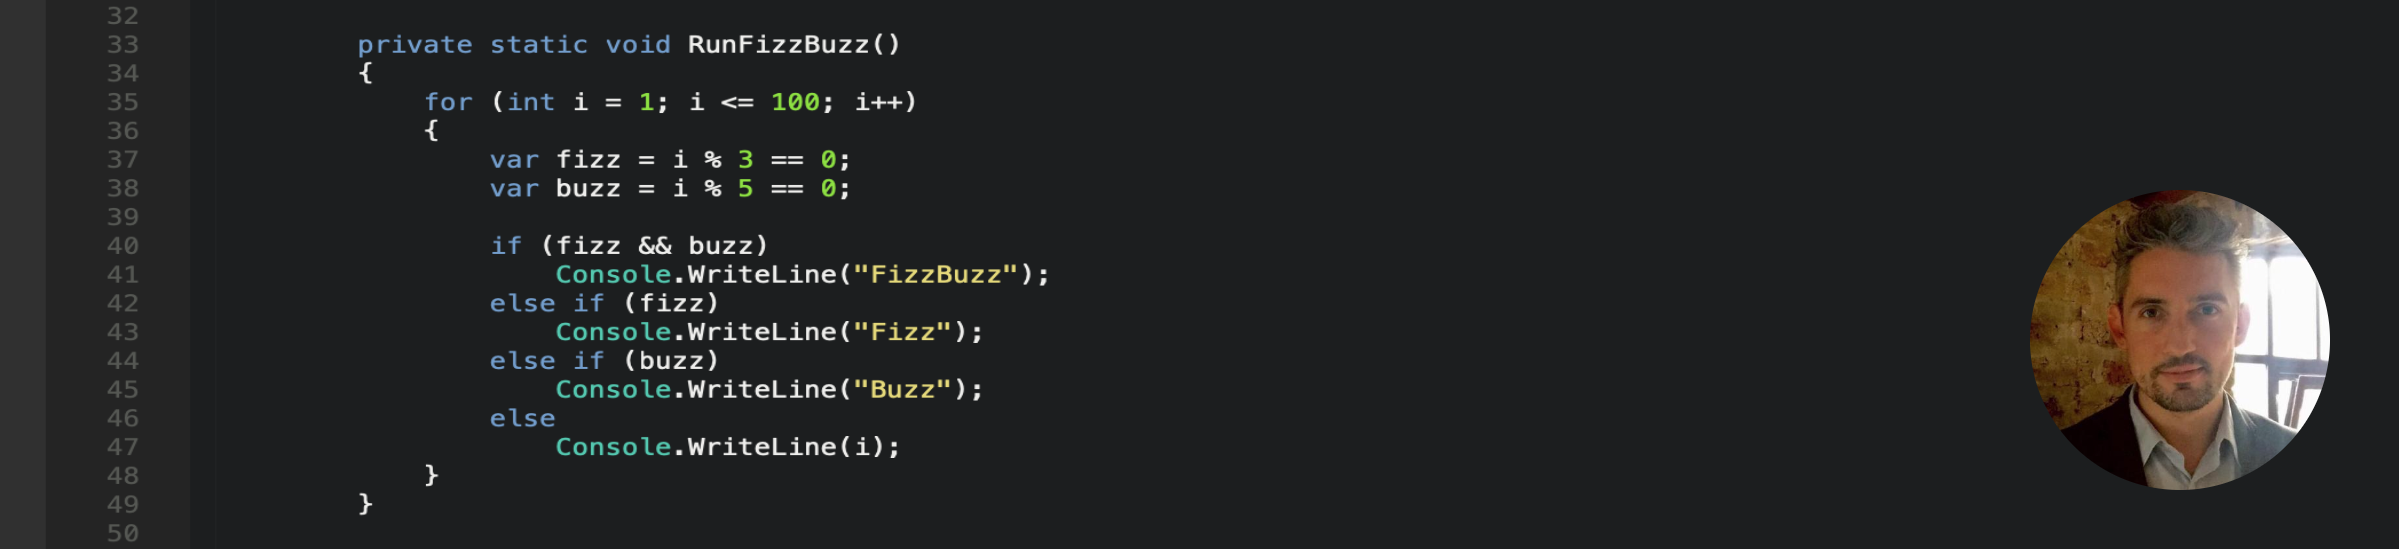 32
33 private static void RunFizzBuzz()
34 {
35 for (int i = 1; i <= 100; i++)
36 {
37 var fizz = i % 3 == 0;
38 var buzz = i % 5 == 0;
39
40 if (fizz && buzz)
41 Console.WriteLine("FizzBuzz");
42 else if (fizz)
43 Console.WriteLine("Fizz");
44 else if (buzz)
45 Console.WriteLine("Buzz");
46 else
47 Console.WriteLine(i);
48 }
49 }
50